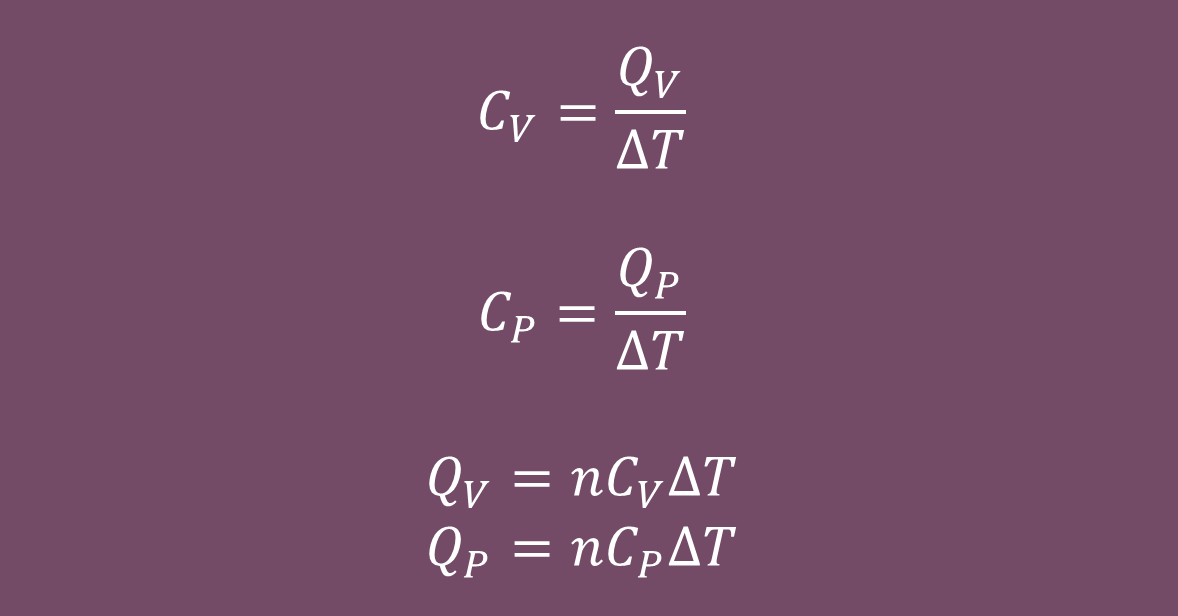 C_V = Q_V / ΔT
C_P = Q_P / ΔT
Q_V = nC_VΔT
Q_P = nC_PΔT